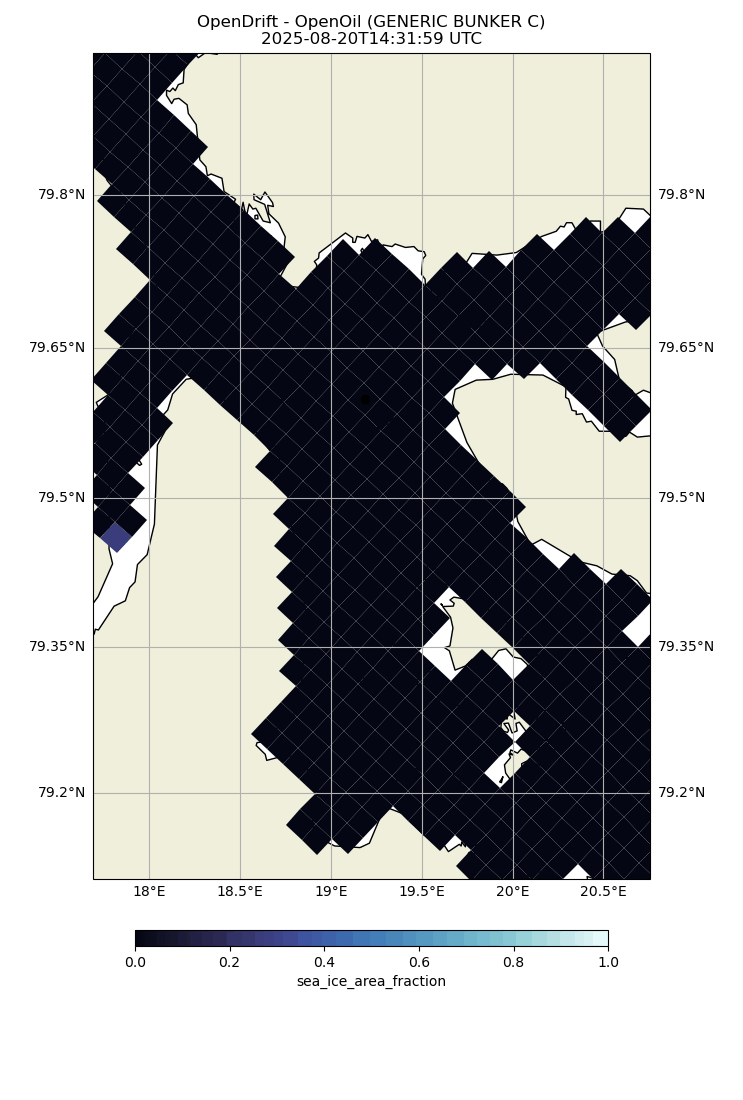 OpenDrift - OpenOil (GENERIC BUNKER C)
2025-08-20T14:31:59 UTC
79.8°N 79.8°N
79.65°N 79.65°N
79.5°N 79.5°N
79.35°N 79.35°N
79.2°N 79.2°N
18°E 18.5°E 19°E 19.5°E 20°E 20.5°E
0.0 0.2 0.4 0.6 0.8 1.0
sea_ice_area_fraction